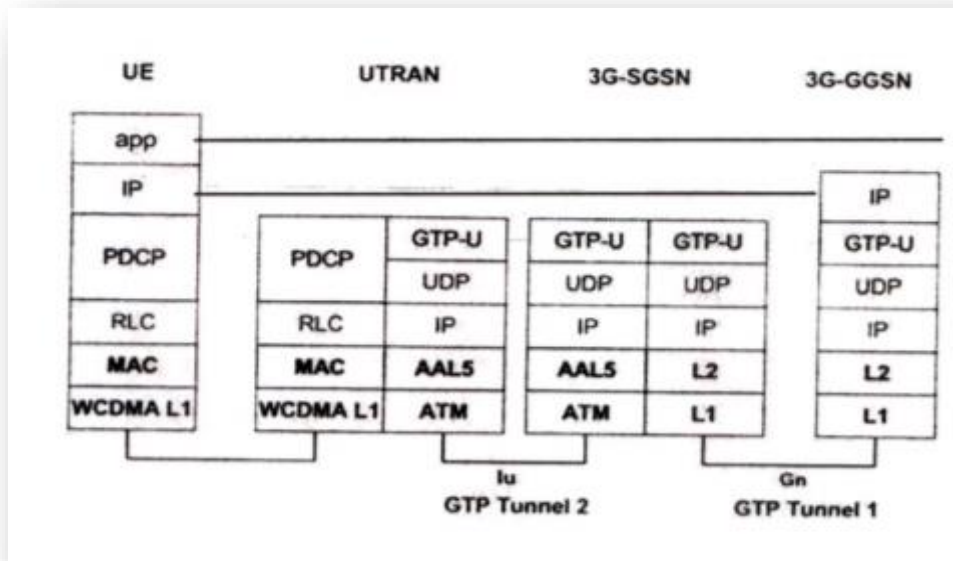 UE UTRAN 3G-SGSN 3G-GGSN
app
IP IP
PDCP PDCP GTP-U GTP-U GTP-U GTP-U
UDP UDP UDP UDP
RLC RLC IP IP IP IP
MAC MAC AAL5 AAL5 L2 L2
WCDMA L1 WCDMA L1 ATM ATM L1 L1
Iu Gn
GTP Tunnel 2 GTP Tunnel 1